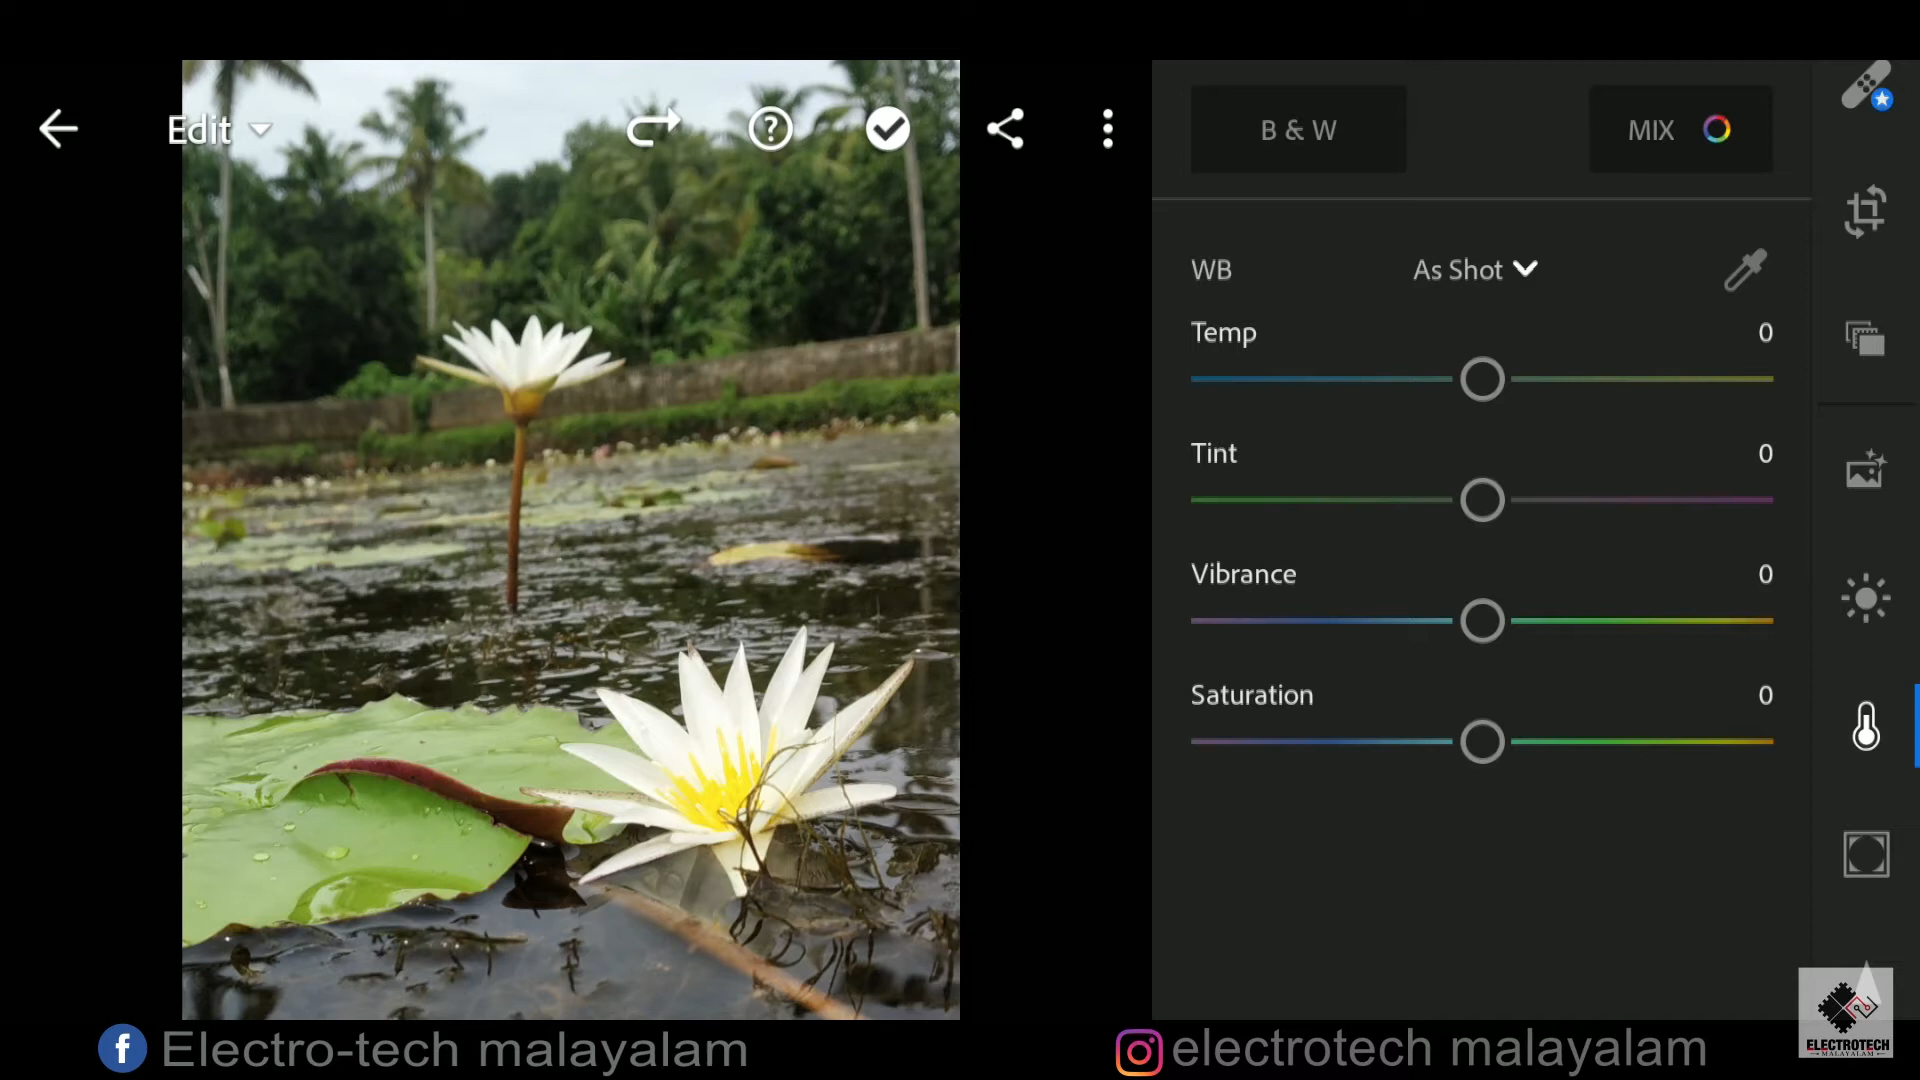 Edit
B & W
MIX
WB
As Shot
Temp
0
Tint
0
Vibrance
0
Saturation
0
Electro-tech malayalam
electrotech malayalam
ELECTROTECH
MALAYALAM